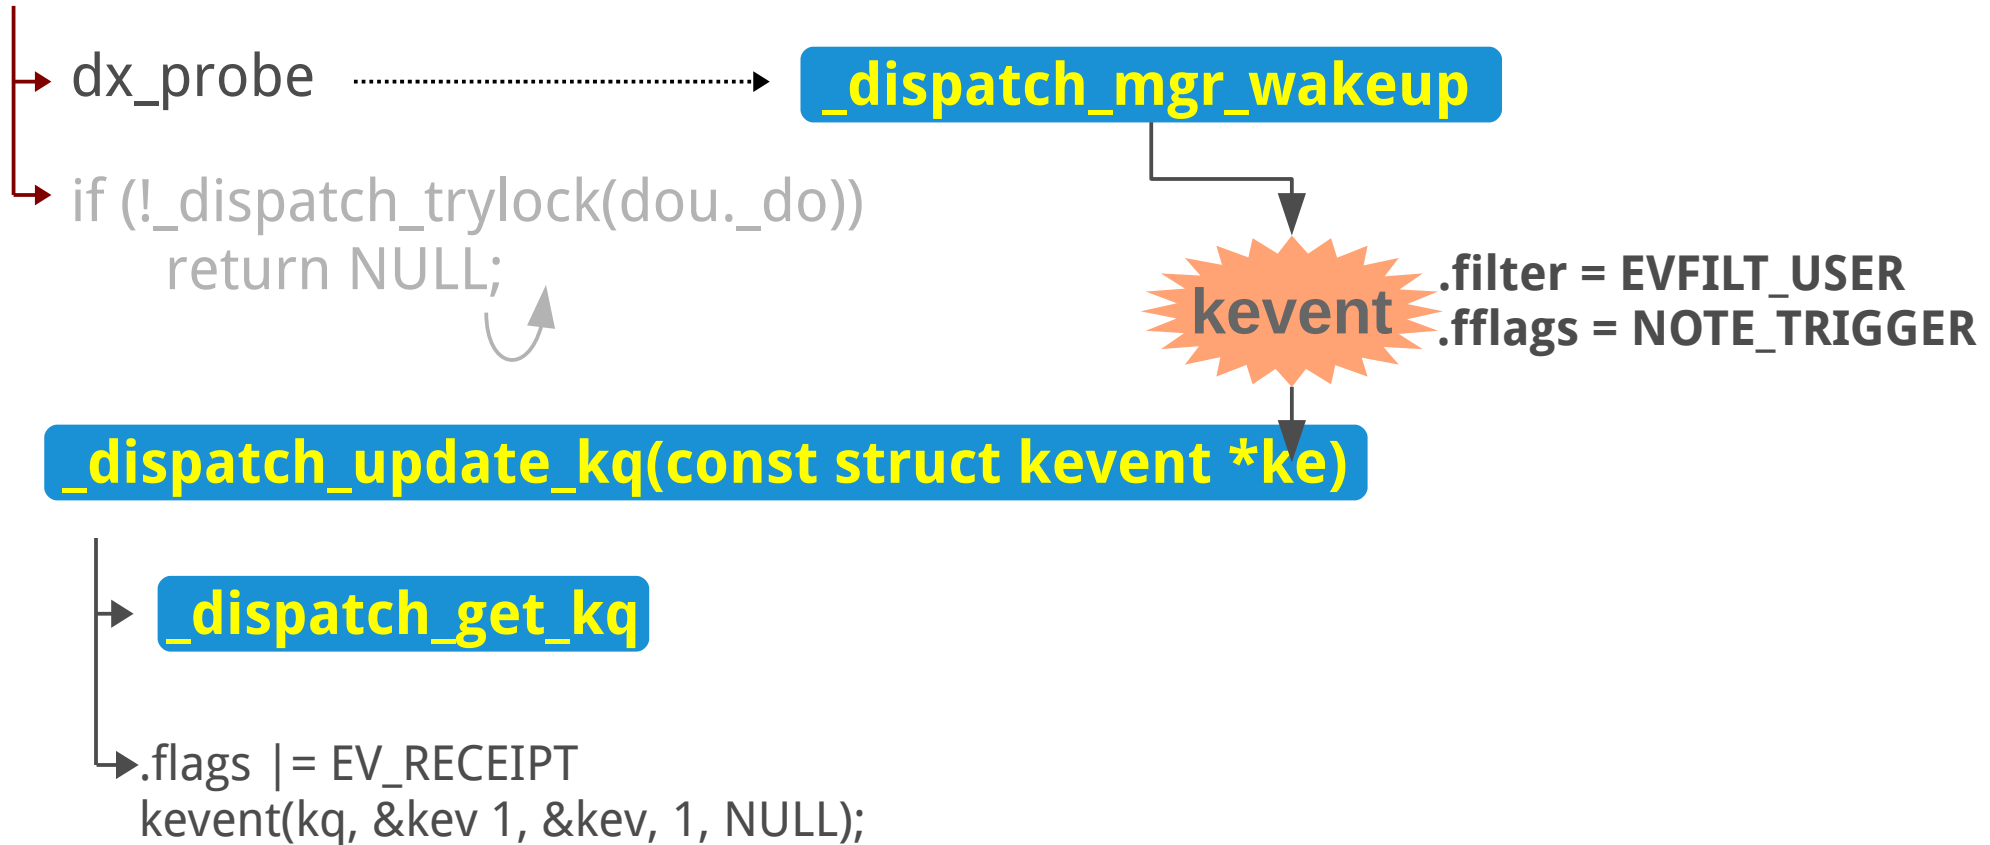 dx_probe
_dispatch_mgr_wakeup
if (!_dispatch_trylock(dou._do))
return NULL;
kevent
.filter = EVFILT_USER
.fflags = NOTE_TRIGGER
_dispatch_update_kq(const struct kevent *ke)
_dispatch_get_kq
.flags |= EV_RECEIPT
kevent(kq, &kev 1, &kev, 1, NULL);